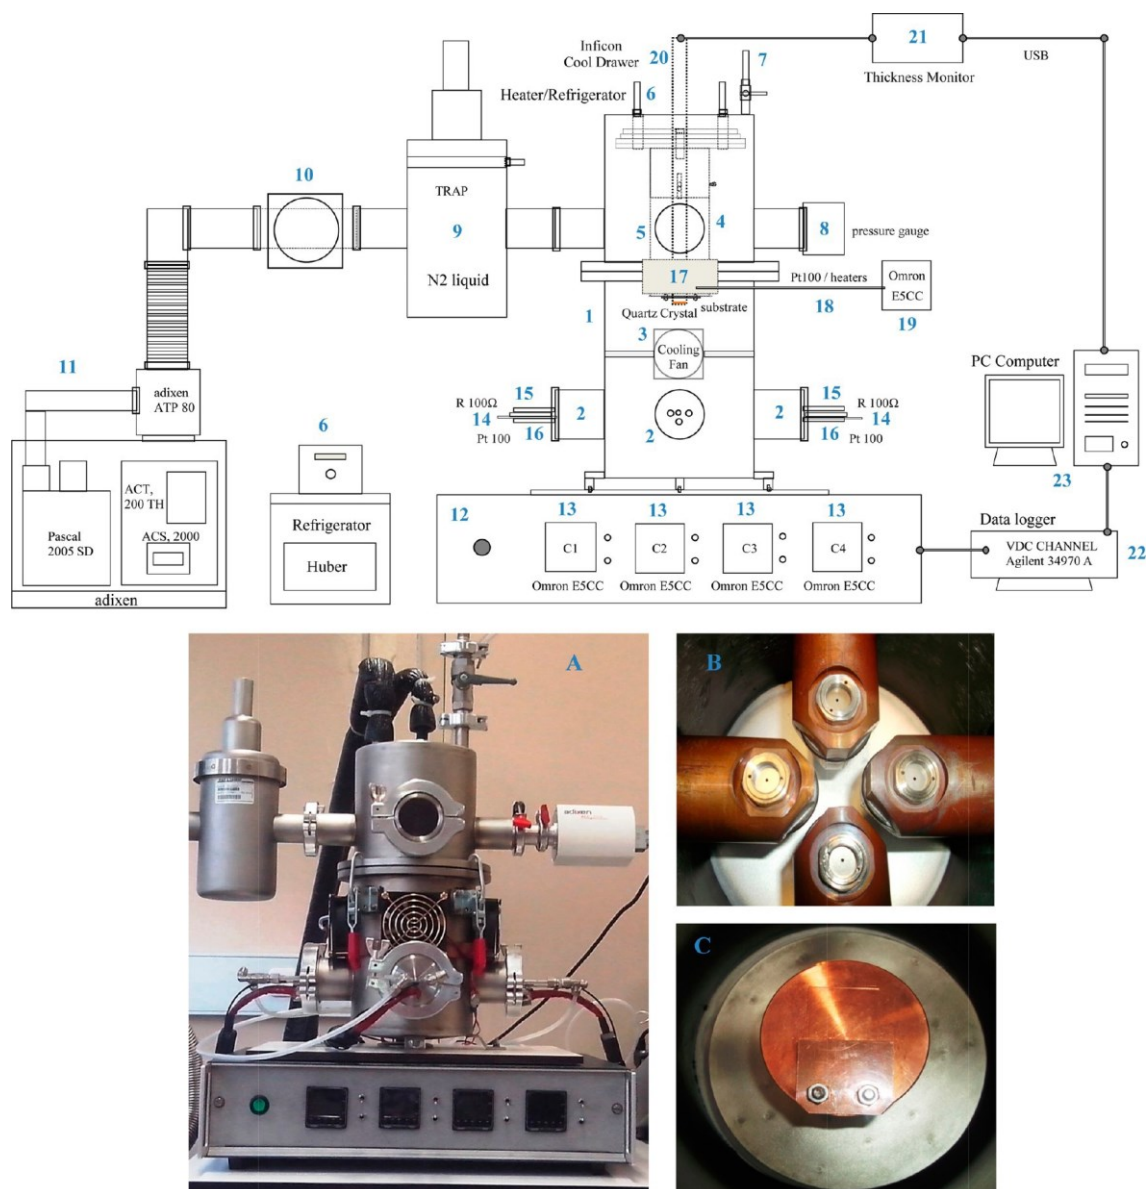 Inficon
Cool Drawer
20
21
Thickness Monitor
USB
7
Heater/Refrigerator
6
10
TRAP
9
N2 liquid
5
4
8
pressure gauge
17
Pt100 / heaters
18
Omron
E5CC
19
1
Quartz Crystal
substrate
3
Cooling
Fan
11
adixen
ATP 80
PC Computer
23
R 100Ω
15
14
16
Pt 100
2
2
2
15
R 100Ω
14
16
Pt 100
6
Refrigerator
Huber
Pascal
2005 SD
ACT,
200 TH
ACS, 2000
adixen
12
13
C1
Omron E5CC
13
C2
Omron E5CC
13
C3
Omron E5CC
13
C4
Omron E5CC
Data logger
VDC CHANNEL
Agilent 34970 A
22
A
adixen
B
C